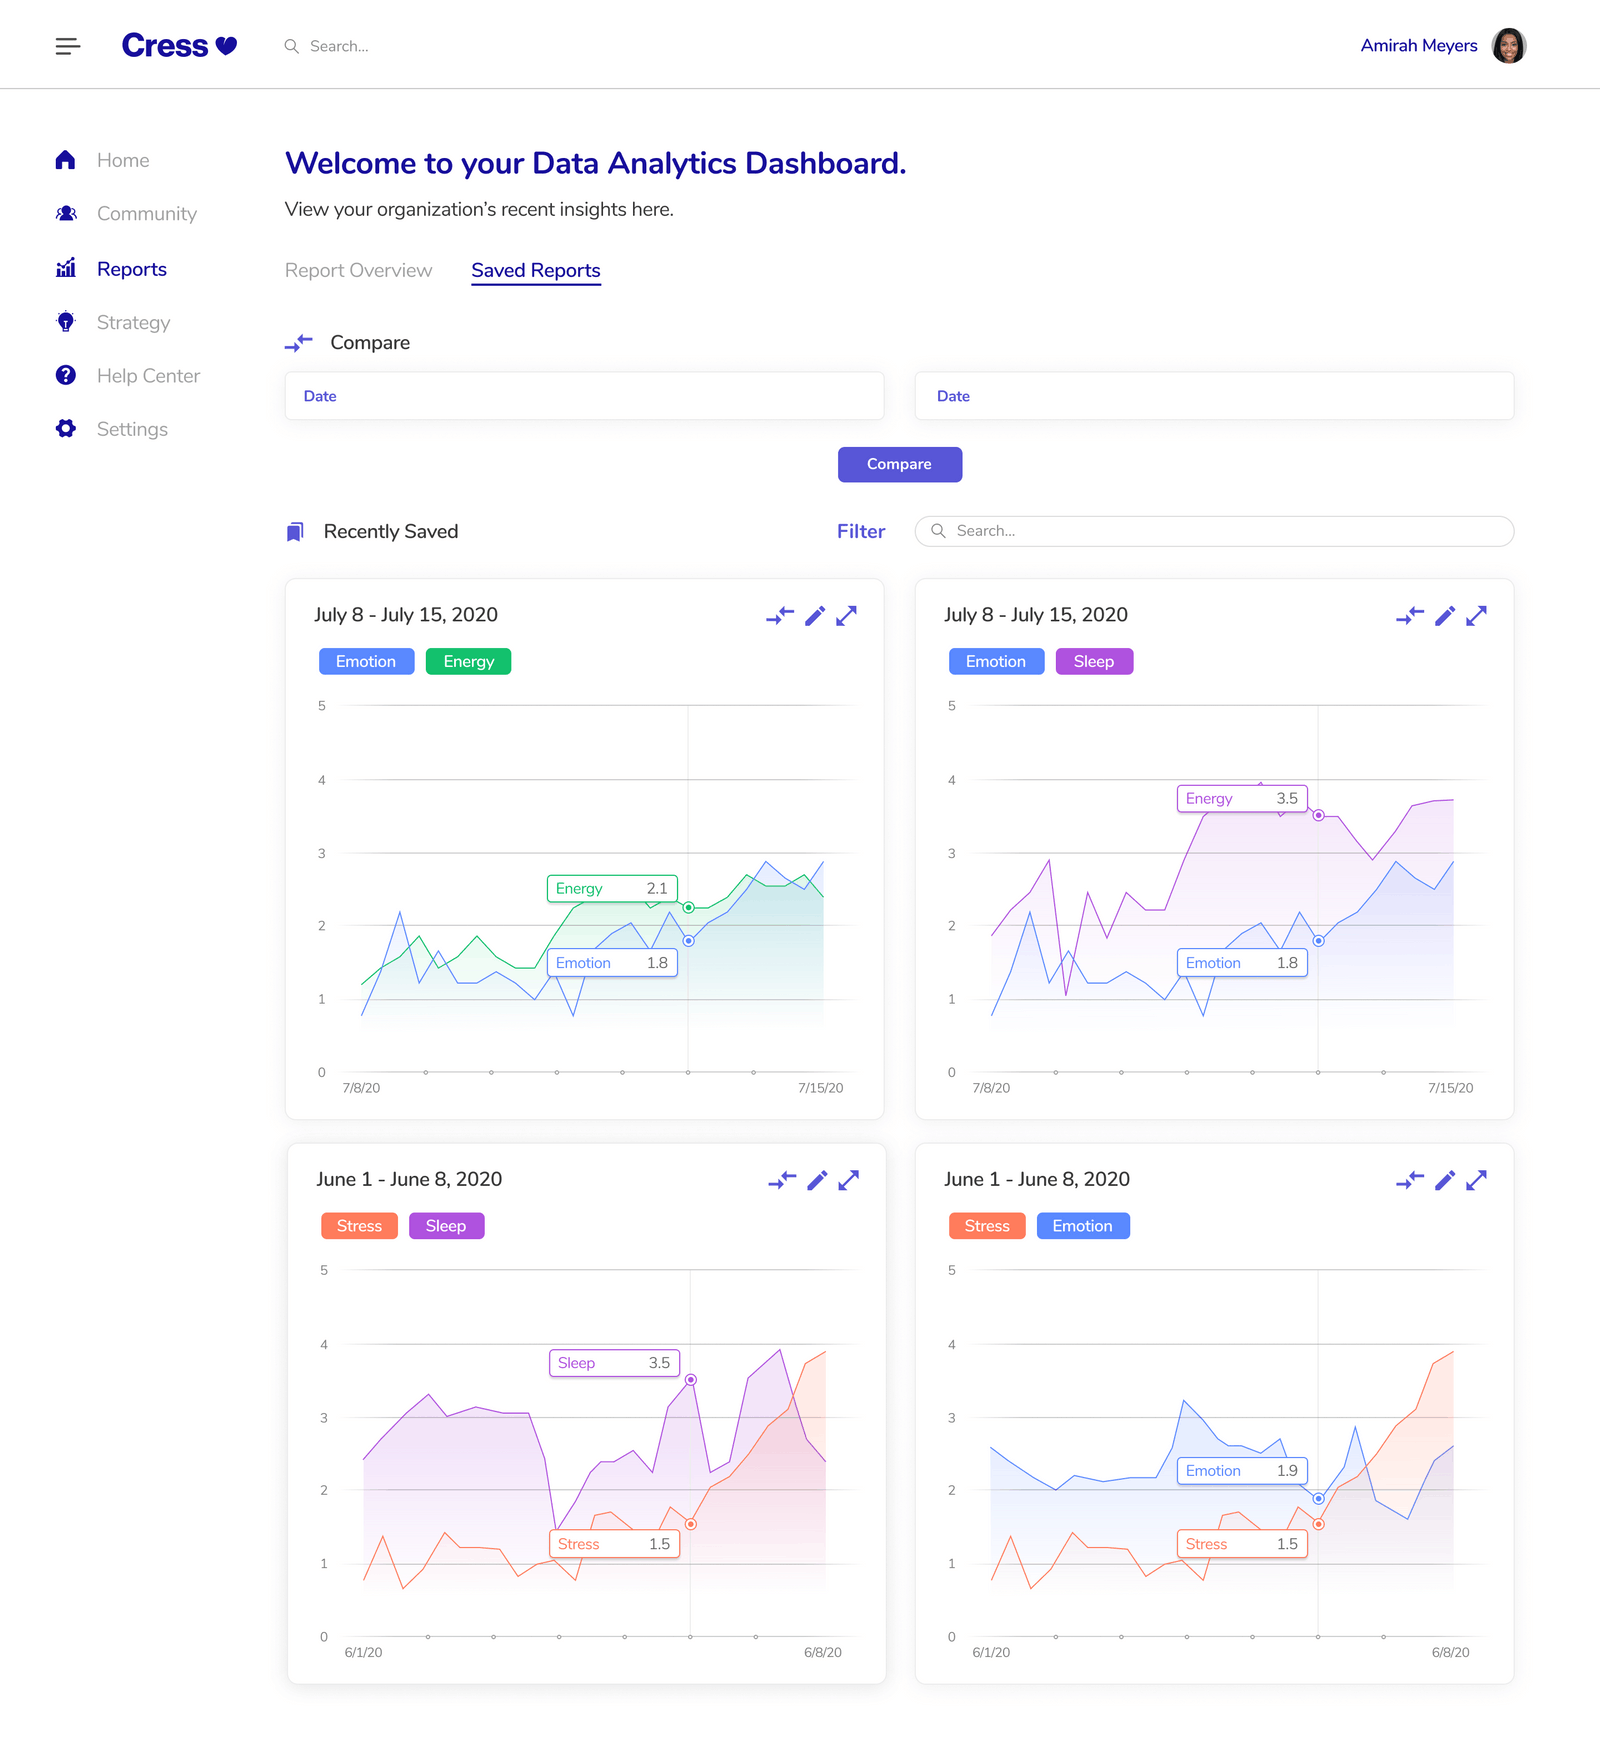 Cress
Search...
Amirah Meyers
Home
Community
Reports
Strategy
Help Center
Settings
Welcome to your Data Analytics Dashboard.
View your organization's recent insights here.
Report Overview
Saved Reports
Compare
Date
Date
Compare
Recently Saved
Filter
Search...
July 8 - July 15, 2020
Emotion
Energy
5
4
3
2
1
0
Energy 2.1
Emotion 1.8
7/8/20
7/15/20
July 8 - July 15, 2020
Emotion
Sleep
5
4
3
2
1
0
Energy 3.5
Emotion 1.8
7/8/20
7/15/20
June 1 - June 8, 2020
Stress
Sleep
5
4
3
2
1
0
Sleep 3.5
Stress 1.5
6/1/20
6/8/20
June 1 - June 8, 2020
Stress
Emotion
5
4
3
2
1
0
Emotion 1.9
Stress 1.5
6/1/20
6/8/20